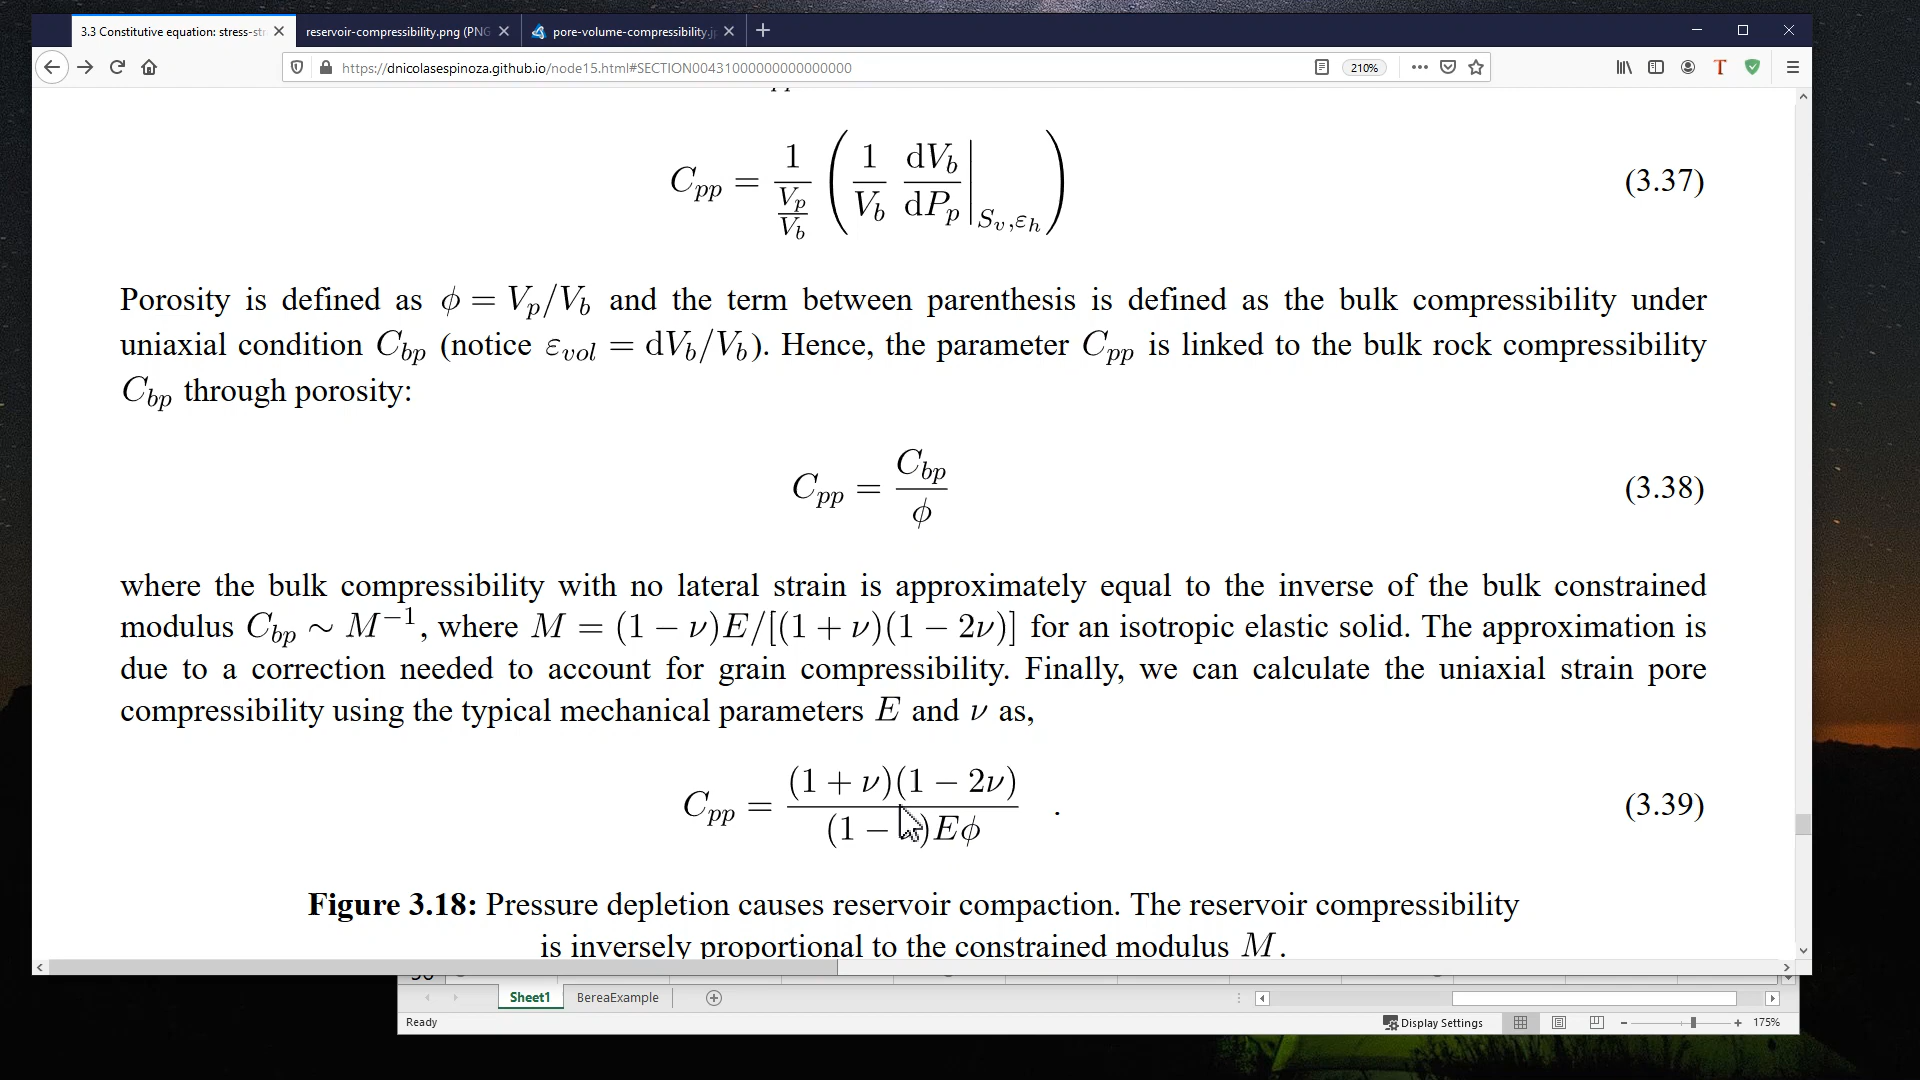 3.3 Constitutive equation: stress-str
reservoir-compressibility.png (PNG
pore-volume-compressibility.j
https://dnicolasespinoza.github.io/node15.html#SECTION00431000000000000000
210%
C_pp = 1 / (V_p / V_b) ( 1/V_b dV_b/dP_p |_{S_v,ε_h} ) (3.37)
Porosity is defined as ϕ = V_p/V_b and the term between parenthesis is defined as the bulk compressibility under
uniaxial condition C_bp (notice ε_vol = dV_b/V_b). Hence, the parameter C_pp is linked to the bulk rock compressibility
C_bp through porosity:
C_pp = C_bp / ϕ (3.38)
where the bulk compressibility with no lateral strain is approximately equal to the inverse of the bulk constrained
modulus C_bp ∼ M^−1, where M = (1 − ν)E/[(1 + ν)(1 − 2ν)] for an isotropic elastic solid. The approximation is
due to a correction needed to account for grain compressibility. Finally, we can calculate the uniaxial strain pore
compressibility using the typical mechanical parameters E and ν as,
C_pp = (1 + ν)(1 − 2ν) / (1 − )Eϕ . (3.39)
Figure 3.18: Pressure depletion causes reservoir compaction. The reservoir compressibility
is inversely proportional to the constrained modulus M.
Sheet1 BereaExample
Ready Display Settings 175%